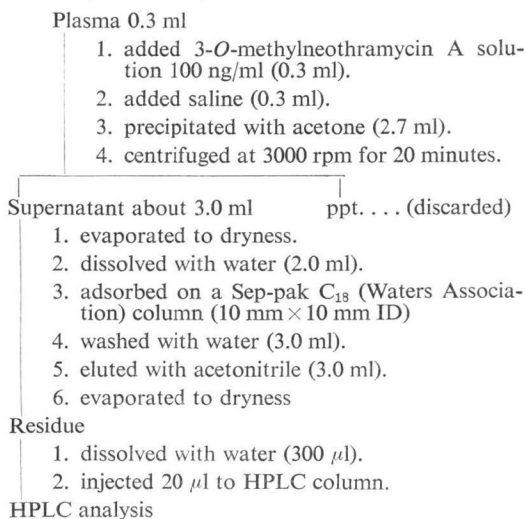 Plasma 0.3 ml
1. added 3-O-methylneothramycin A solu-
tion 100 ng/ml (0.3 ml).
2. added saline (0.3 ml).
3. precipitated with acetone (2.7 ml).
4. centrifuged at 3000 rpm for 20 minutes.
Supernatant about 3.0 ml ppt. . . . (discarded)
1. evaporated to dryness.
2. dissolved with water (2.0 ml).
3. adsorbed on a Sep-pak C₁₈ (Waters Associa-
tion) column (10 mm × 10 mm ID)
4. washed with water (3.0 ml).
5. eluted with acetonitrile (3.0 ml).
6. evaporated to dryness
Residue
1. dissolved with water (300 μl).
2. injected 20 μl to HPLC column.
HPLC analysis